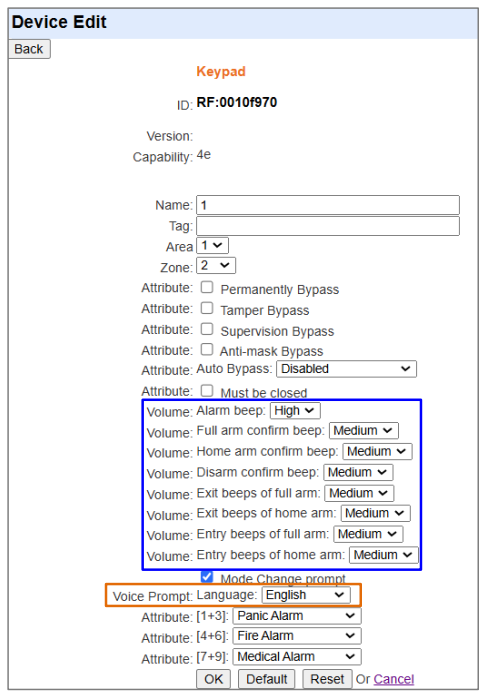 Device Edit
Back
Keypad
ID: RF:0010f970
Version:
Capability: 4e
Name: 1
Tag:
Area 1
Zone: 2
Attribute: Permanently Bypass
Attribute: Tamper Bypass
Attribute: Supervision Bypass
Attribute: Anti-mask Bypass
Attribute: Auto Bypass: Disabled
Attribute: Must be closed
Volume: Alarm beep: High
Volume: Full arm confirm beep: Medium
Volume: Home arm confirm beep: Medium
Volume: Disarm confirm beep: Medium
Volume: Exit beeps of full arm: Medium
Volume: Exit beeps of home arm: Medium
Volume: Entry beeps of full arm: Medium
Volume: Entry beeps of home arm: Medium
Mode Change prompt
Voice Prompt: Language: English
Attribute: [1+3]: Panic Alarm
Attribute: [4+6]: Fire Alarm
Attribute: [7+9]: Medical Alarm
OK Default Reset Or Cancel